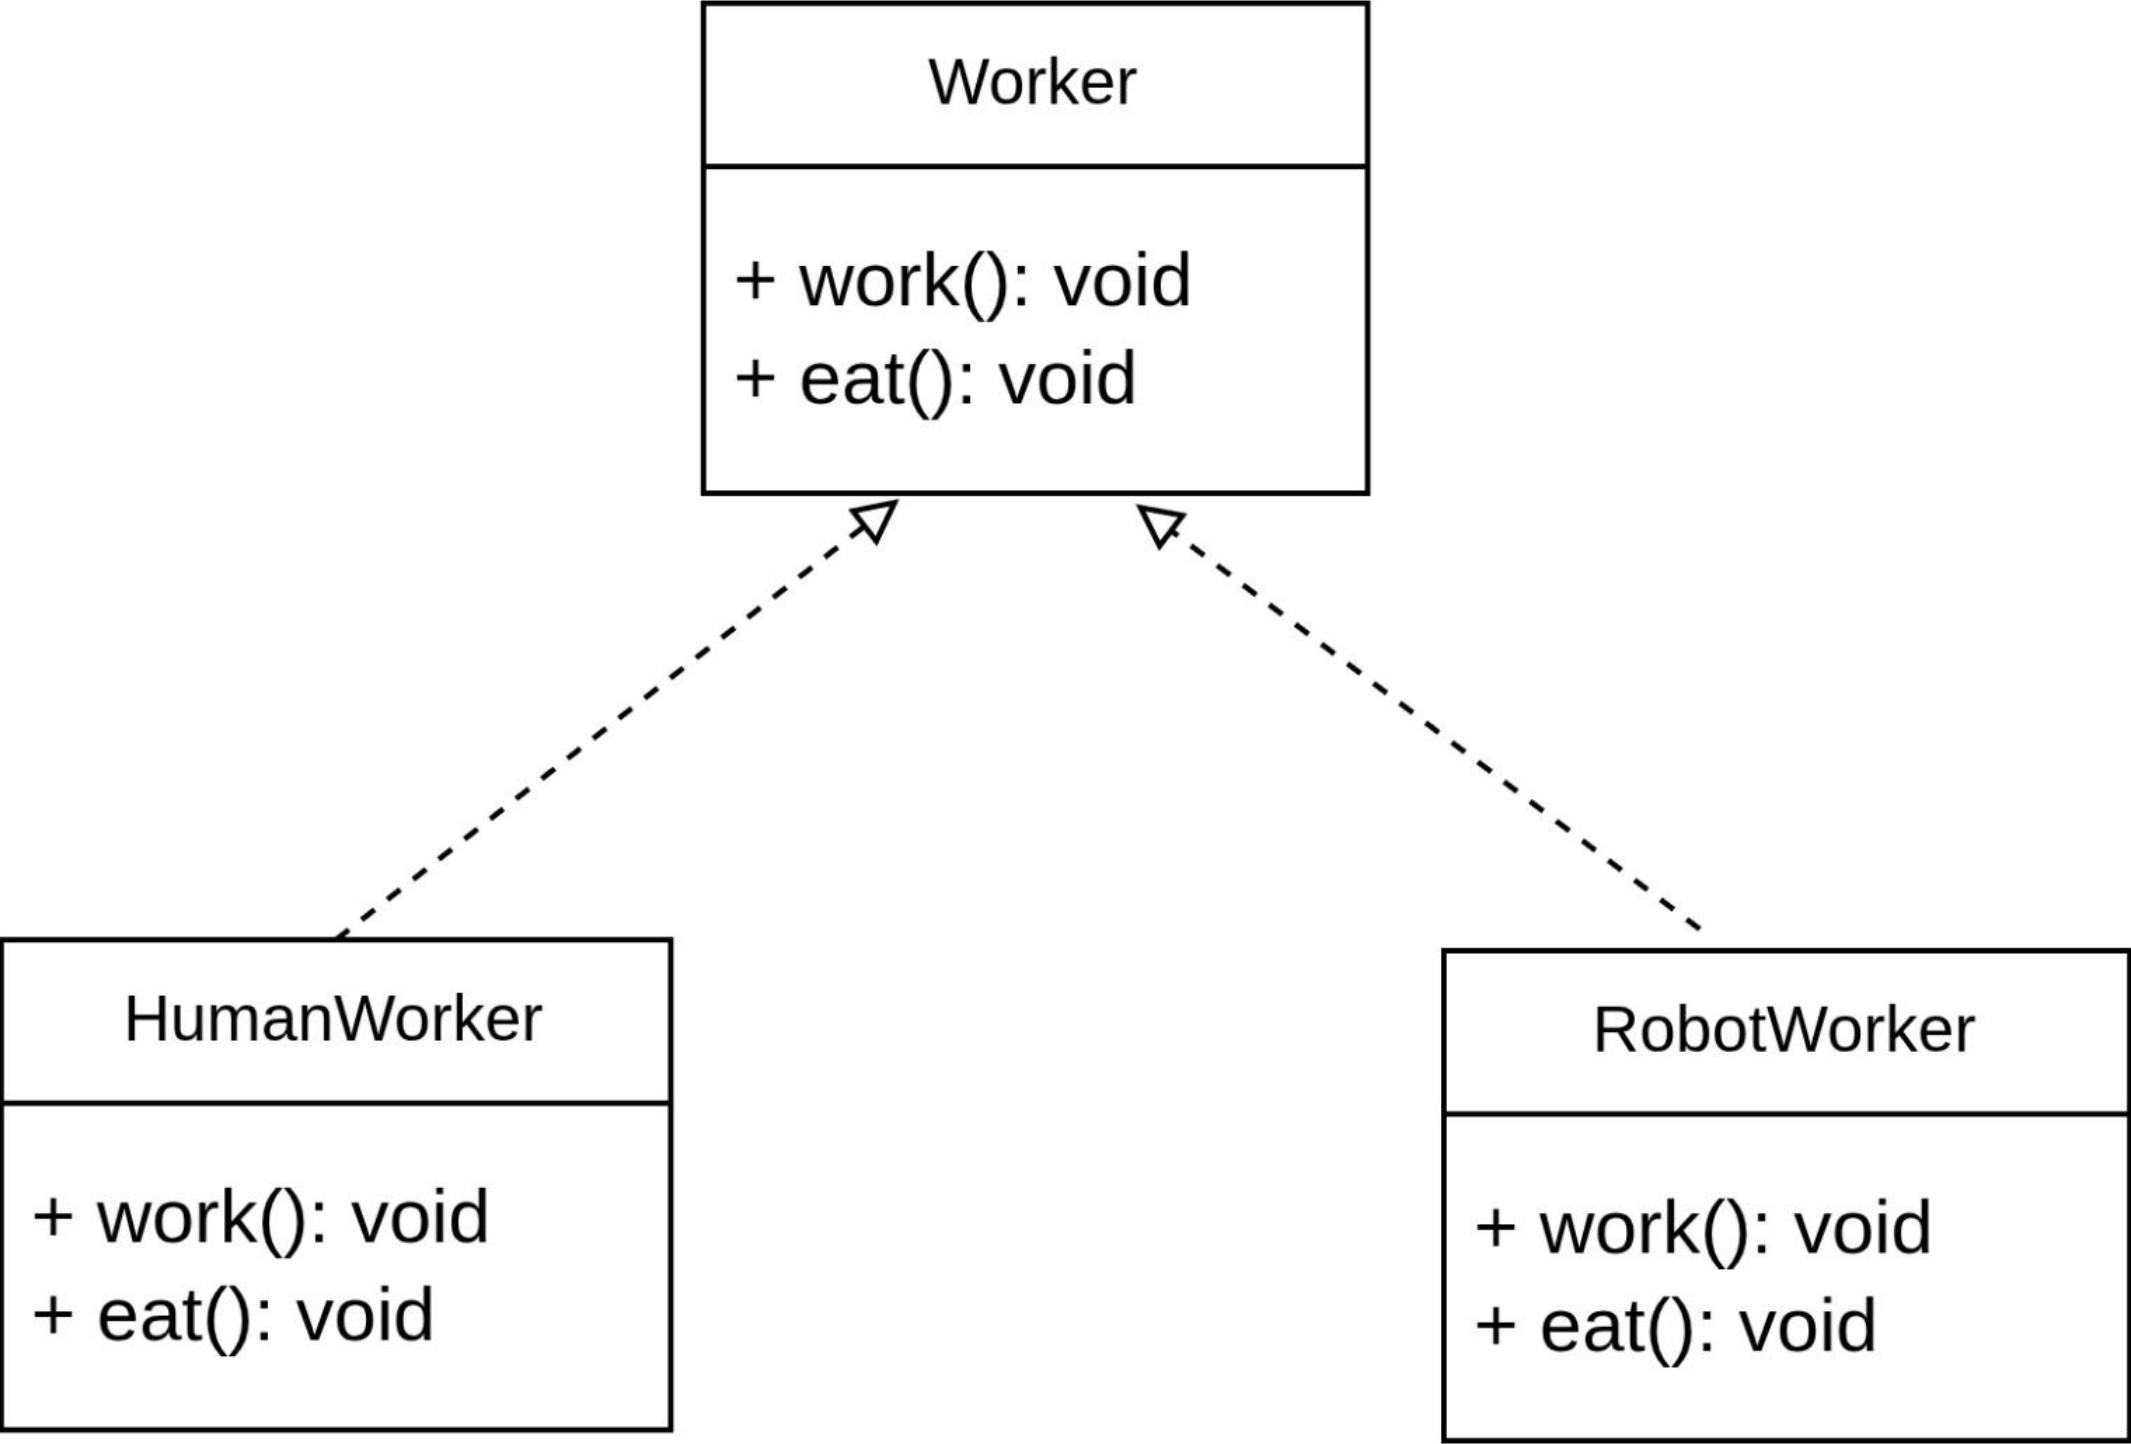 Worker
+ work(): void
+ eat(): void
HumanWorker
+ work(): void
+ eat(): void
RobotWorker
+ work(): void
+ eat(): void